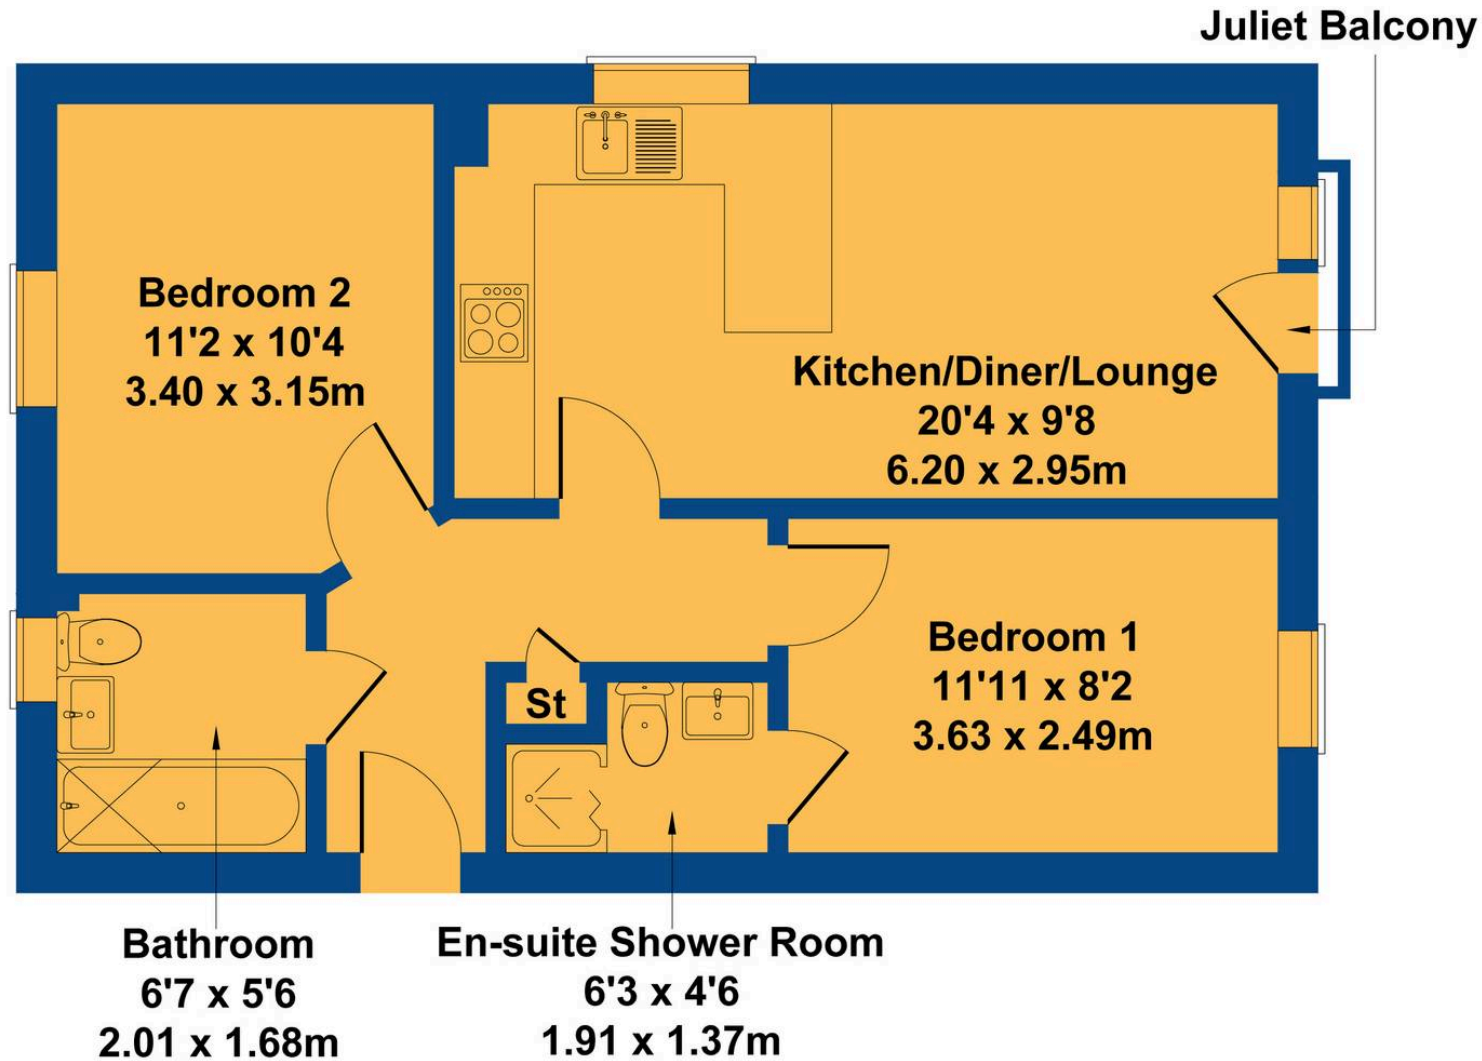 Juliet Balcony
Bedroom 2
11'2 x 10'4
3.40 x 3.15m
Kitchen/Diner/Lounge
20'4 x 9'8
6.20 x 2.95m
Bedroom 1
11'11 x 8'2
3.63 x 2.49m
St
Bathroom
6'7 x 5'6
2.01 x 1.68m
En-suite Shower Room
6'3 x 4'6
1.91 x 1.37m